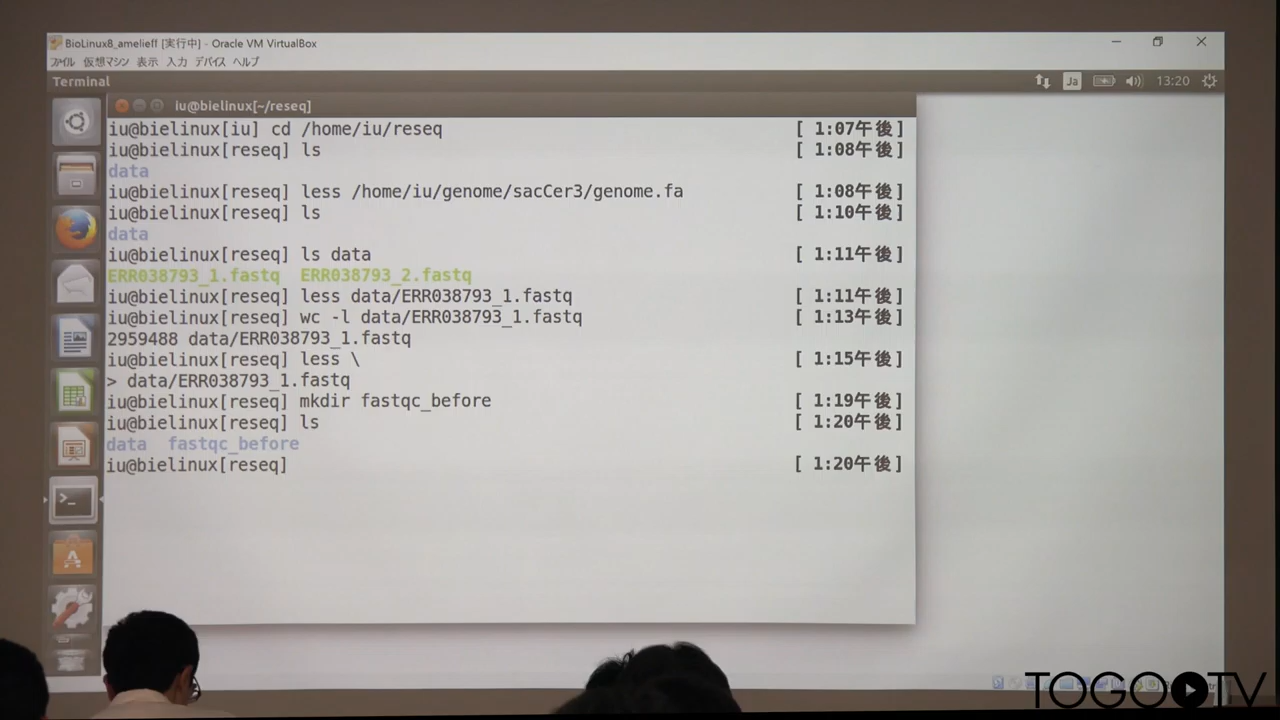 BioLinux8_amelieff [実行中] - Oracle VM VirtualBox
ファイル 仮想マシン 表示 入力 デバイス ヘルプ
Terminal Ja 13:20
iu@bielinux[~/reseq]
iu@bielinux[iu] cd /home/iu/reseq [ 1:07午後]
iu@bielinux[reseq] ls [ 1:08午後]
data
iu@bielinux[reseq] less /home/iu/genome/sacCer3/genome.fa [ 1:08午後]
iu@bielinux[reseq] ls [ 1:10午後]
data
iu@bielinux[reseq] ls data [ 1:11午後]
ERR038793_1.fastq ERR038793_2.fastq
iu@bielinux[reseq] less data/ERR038793_1.fastq [ 1:11午後]
iu@bielinux[reseq] wc -l data/ERR038793_1.fastq [ 1:13午後]
2959488 data/ERR038793_1.fastq
iu@bielinux[reseq] less \ [ 1:15午後]
> data/ERR038793_1.fastq
iu@bielinux[reseq] mkdir fastqc_before [ 1:19午後]
iu@bielinux[reseq] ls [ 1:20午後]
data fastqc_before
iu@bielinux[reseq] [ 1:20午後]
TOGO TV